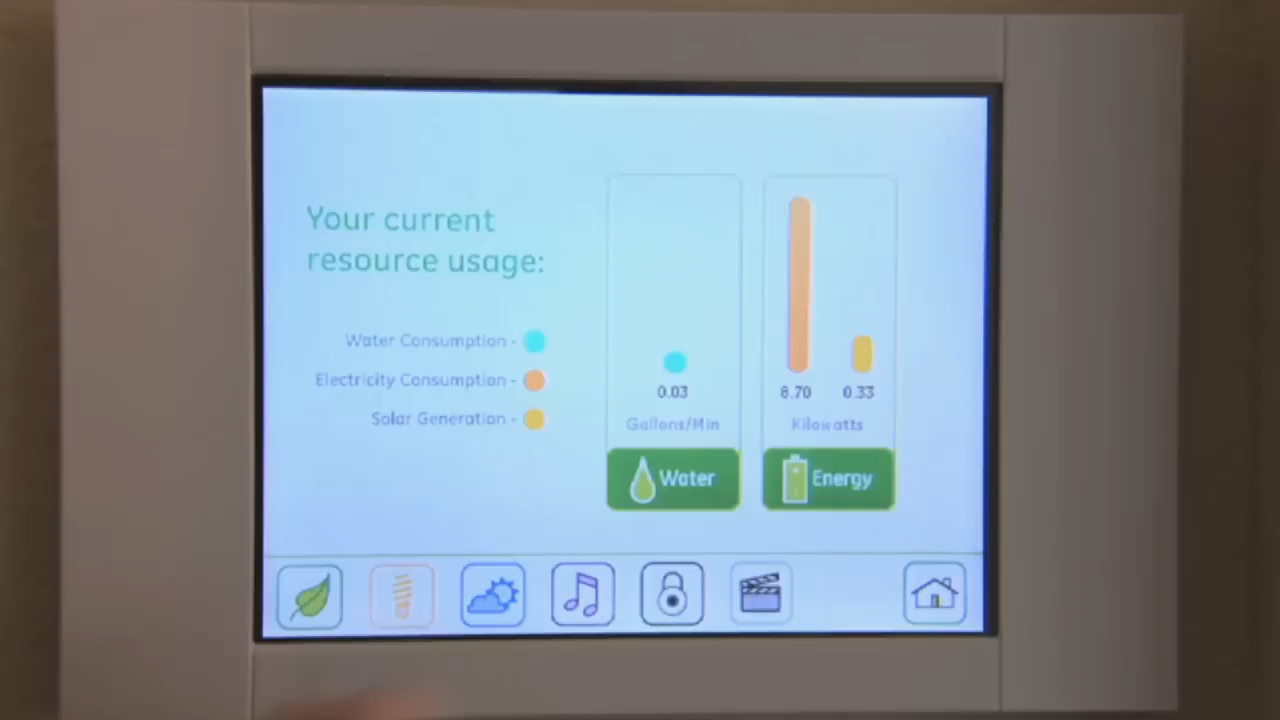 Your current
resource usage:
Water Consumption -
Electricity Consumption -
Solar Generation -
0.03
Gallons/Min
Water
8.70 0.33
Kilowatts
Energy